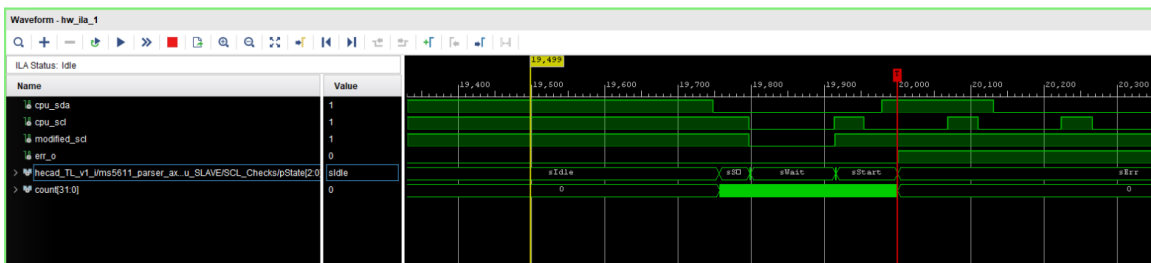 Waveform - hw_ila_1
ILA Status: Idle
Name Value
cpu_sda 1
cpu_scl 1
modified_scl 1
err_o 0
hecad_TL_v1_i/ms5611_parser_ax...u_SLAVE/SCL_Checks/pState[2:0 sIdle
count[31:0] 0
19,499
19,400 19,500 19,600 19,700 19,800 19,900 20,000 20,100 20,200 20,300
T
sIdle sWait sStart sErr
0 0